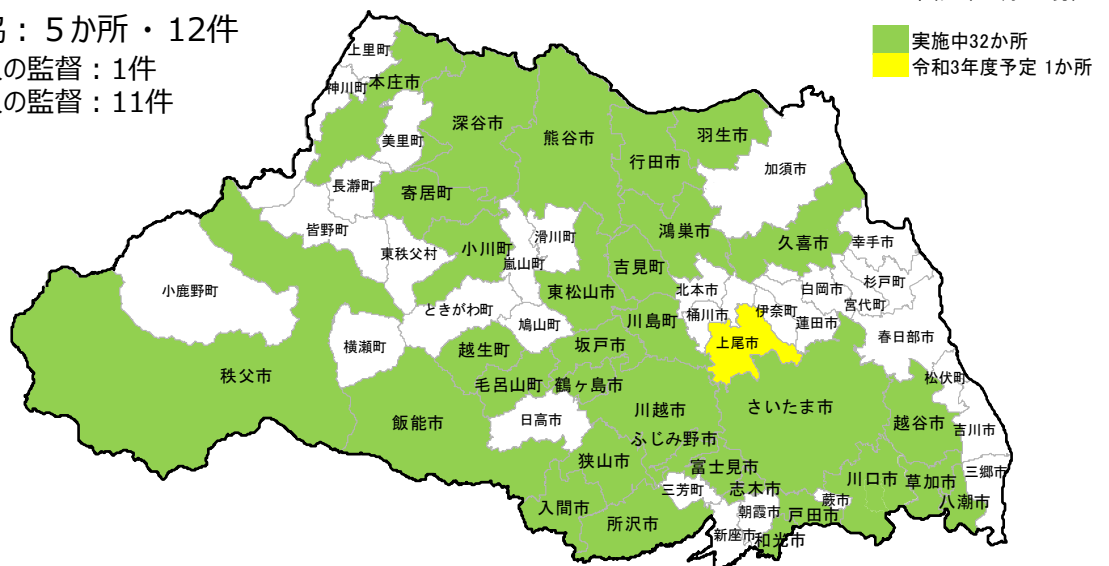 ：５か所・12件
の監督：1件
の監督：11件
実施中32か所
令和3年度予定 1か所
上里町
神川町
本庄市
美里町
深谷市
熊谷市
行田市
羽生市
加須市
長瀞町
寄居町
皆野町
東秩父村
小川町
嵐山町
滑川町
鴻巣市
久喜市
幸手市
吉見町
小鹿野町
東松山市
北本市
白岡市
杉戸町
宮代町
ときがわ町
鳩山町
川島町
桶川市
伊奈町
蓮田市
春日部市
横瀬町
越生町
坂戸市
上尾市
秩父市
毛呂山町
鶴ヶ島市
松伏町
飯能市
日高市
川越市
さいたま市
越谷市
吉川市
ふじみ野市
狭山市
富士見市
三郷市
三芳町
志木市
川口市
草加市
入間市
所沢市
朝霞市
蕨市
戸田市
八潮市
新座市
和光市